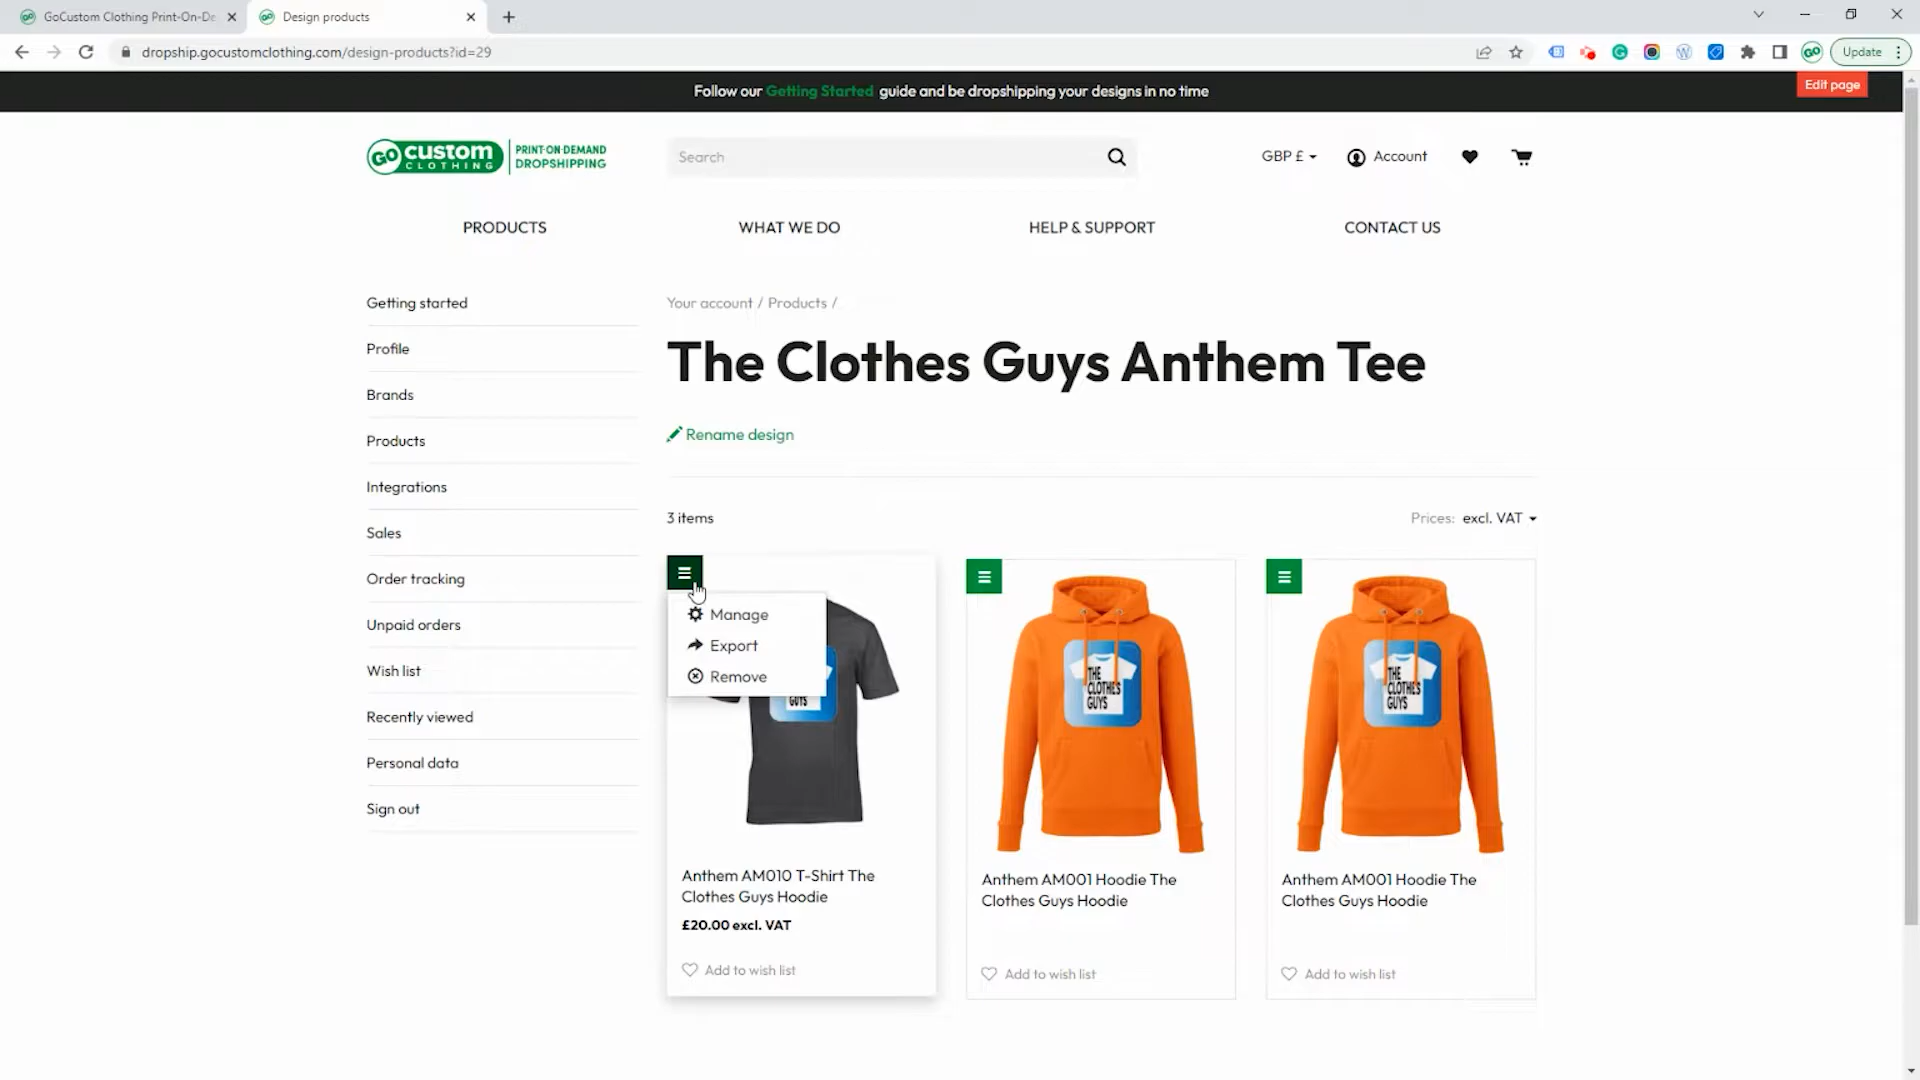 GoCustom Clothing Print-On-De
Design products
dropship.gocustomclothing.com/design-products?id=29
Update
Follow our Getting Started guide and be dropshipping your designs in no time
Edit page
GO custom CLOTHING
PRINT-ON-DEMAND
DROPSHIPPING
Search
GBP £
Account
PRODUCTS
WHAT WE DO
HELP & SUPPORT
CONTACT US
Getting started
Profile
Brands
Products
Integrations
Sales
Order tracking
Unpaid orders
Wish list
Recently viewed
Personal data
Sign out
Your account / Products /
The Clothes Guys Anthem Tee
Rename design
3 items
Prices: excl. VAT
Manage
Export
Remove
GUYS
THE
CLOTHES
GUYS
THE
CLOTHES
GUYS
Anthem AM010 T-Shirt The
Clothes Guys Hoodie
£20.00 excl. VAT
Add to wish list
Anthem AM001 Hoodie The
Clothes Guys Hoodie
Add to wish list
Anthem AM001 Hoodie The
Clothes Guys Hoodie
Add to wish list